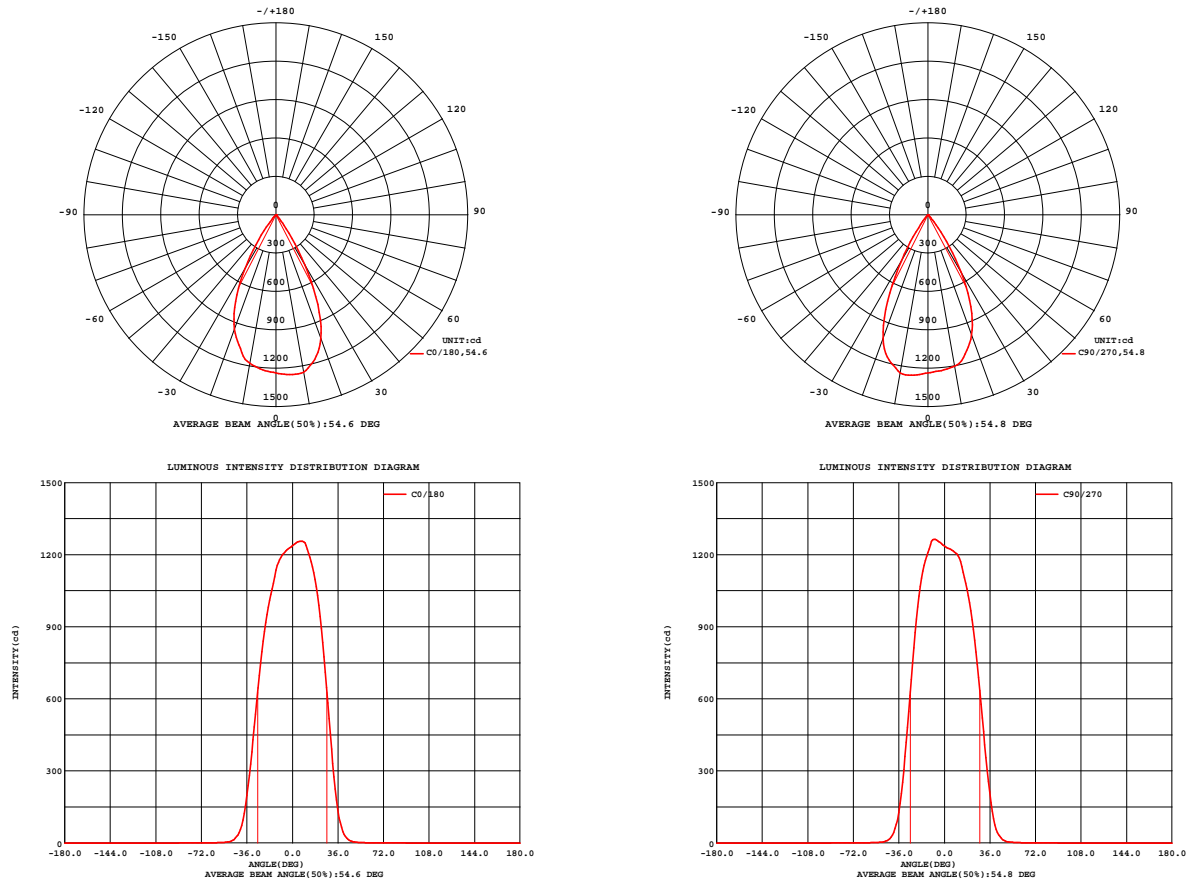 -/+180
-150 150
-120 120
-90 90
-60 60
-30 30
0
300
600
900
1200
1500
0
UNIT:cd
C0/180,54.6
AVERAGE BEAM ANGLE(50%):54.6 DEG
-/+180
-150 150
-120 120
-90 90
-60 60
-30 30
0
300
600
900
1200
1500
0
UNIT:cd
C90/270,54.8
AVERAGE BEAM ANGLE(50%):54.8 DEG
LUMINOUS INTENSITY DISTRIBUTION DIAGRAM
C0/180
INTENSITY(cd)
1500
1200
900
600
300
0
-180.0 -144.0 -108.0 -72.0 -36.0 0.0 36.0 72.0 108.0 144.0 180.0
ANGLE(DEG)
AVERAGE BEAM ANGLE(50%):54.6 DEG
LUMINOUS INTENSITY DISTRIBUTION DIAGRAM
C90/270
INTENSITY(cd)
1500
1200
900
600
300
0
-180.0 -144.0 -108.0 -72.0 -36.0 0.0 36.0 72.0 108.0 144.0 180.0
ANGLE(DEG)
AVERAGE BEAM ANGLE(50%):54.8 DEG